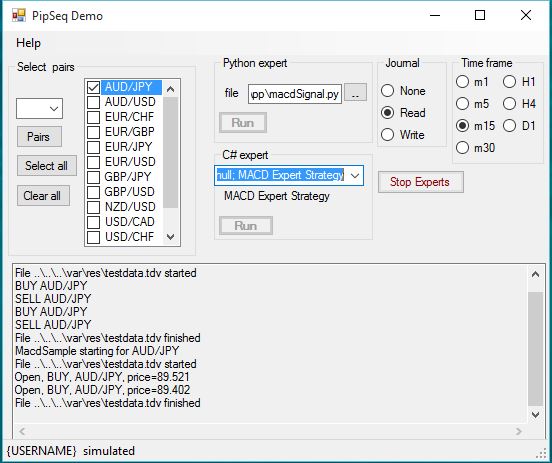 PipSeq Demo
Help
Select pairs
Pairs
Select all
Clear all
AUD/JPY
AUD/USD
EUR/CHF
EUR/GBP
EUR/JPY
EUR/USD
GBP/JPY
GBP/USD
NZD/USD
USD/CAD
USD/CHF
Python expert
file
\macdSignal.py
..
Run
C# expert
null; MACD Expert Strategy
MACD Expert Strategy
Run
Journal
None
Read
Write
Time frame
m1
H1
m5
H4
m15
D1
m30
Stop Experts
File ..\..\..\var\res\testdata.tdv started
BUY AUD/JPY
SELL AUD/JPY
BUY AUD/JPY
SELL AUD/JPY
File ..\..\..\var\res\testdata.tdv finished
MacdSample starting for AUD/JPY
File ..\..\..\var\res\testdata.tdv started
Open, BUY, AUD/JPY, price=89.521
Open, BUY, AUD/JPY, price=89.402
File ..\..\..\var\res\testdata.tdv finished
{USERNAME} simulated